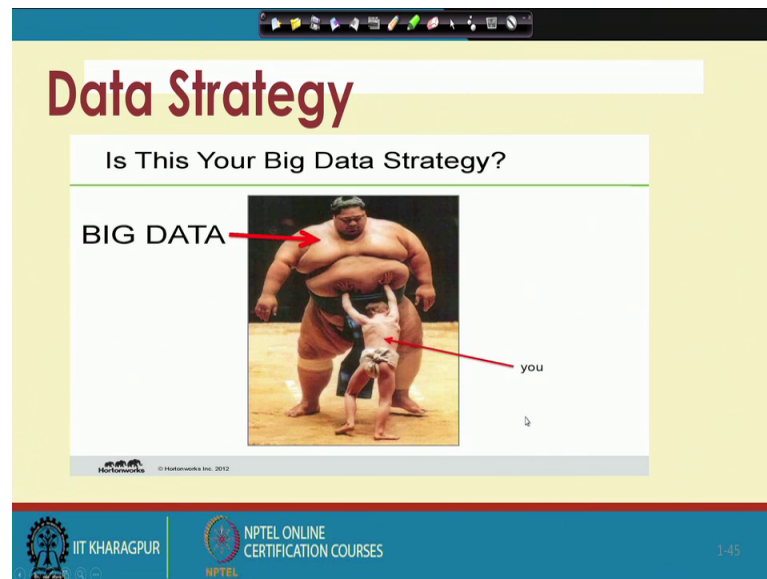 Data Strategy
Is This Your Big Data Strategy?
BIG DATA
you
Hortonworks © Hortonworks Inc. 2012
IIT KHARAGPUR
NPTEL
NPTEL ONLINE
CERTIFICATION COURSES
1-45